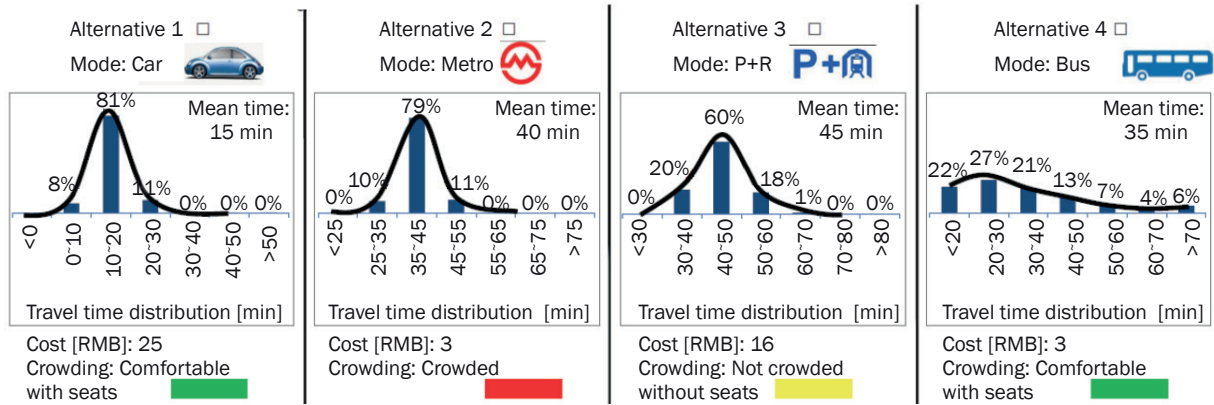 Alternative 1
Mode: Car
Mean time:
15 min
81%
8%
11%
0%
0%
0%
<0
0~10
10~20
20~30
30~40
40~50
>50
Travel time distribution [min]
Cost [RMB]: 25
Crowding: Comfortable
with seats
Alternative 2
Mode: Metro
Mean time:
40 min
79%
0%
10%
11%
0%
0%
0%
<25
25~35
35~45
45~55
55~65
65~75
>75
Travel time distribution [min]
Cost [RMB]: 3
Crowding: Crowded
Alternative 3
Mode: P+R
P+
Mean time:
45 min
60%
0%
20%
18%
1%
0%
0%
<30
30~40
40~50
50~60
60~70
70~80
>80
Travel time distribution [min]
Cost [RMB]: 16
Crowding: Not crowded
without seats
Alternative 4
Mode: Bus
Mean time:
35 min
22%
27%
21%
13%
7%
4%
6%
<20
20~30
30~40
40~50
50~60
60~70
>70
Travel time distribution [min]
Cost [RMB]: 3
Crowding: Comfortable
with seats